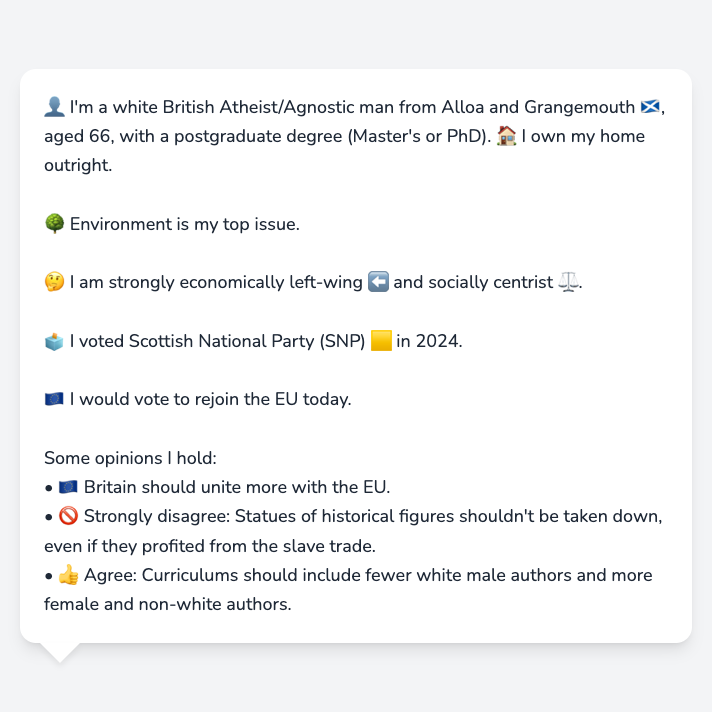 👤 I'm a white British Atheist/Agnostic man from Alloa and Grangemouth 🏴󠁧󠁢󠁳󠁣󠁴󠁿,
aged 66, with a postgraduate degree (Master's or PhD). 🏠 I own my home
outright.
🌳 Environment is my top issue.
🤔 I am strongly economically left-wing ⬅️ and socially centrist ⚖️.
🗳️ I voted Scottish National Party (SNP) 🟨 in 2024.
🇪🇺 I would vote to rejoin the EU today.
Some opinions I hold:
• 🇪🇺 Britain should unite more with the EU.
• 🚫 Strongly disagree: Statues of historical figures shouldn't be taken down,
even if they profited from the slave trade.
• 👍 Agree: Curriculums should include fewer white male authors and more
female and non-white authors.